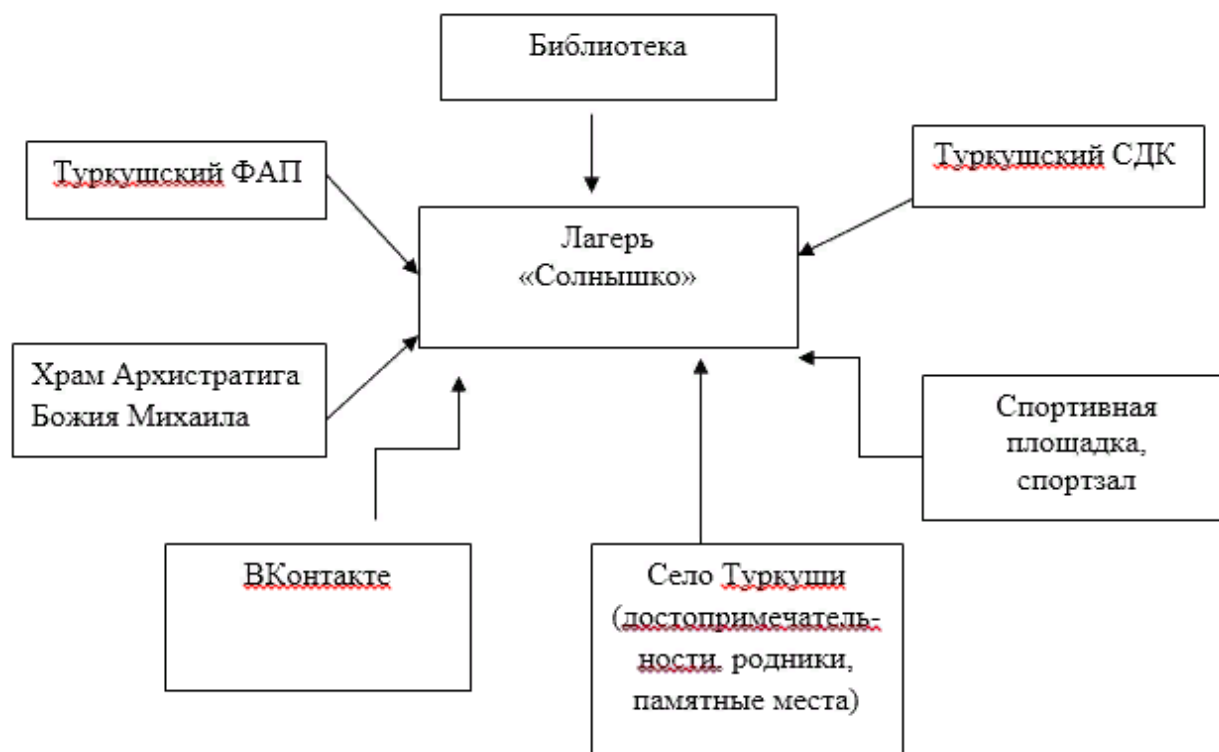 Библиотека
Туркушский ФАП
Туркушский СДК
Лагерь
«Солнышко»
Храм Архистратига
Божия Михаила
Спортивная
площадка,
спортзал
ВКонтакте
Село Туркуши
(достопримечатель-
ности, родники,
памятные места)